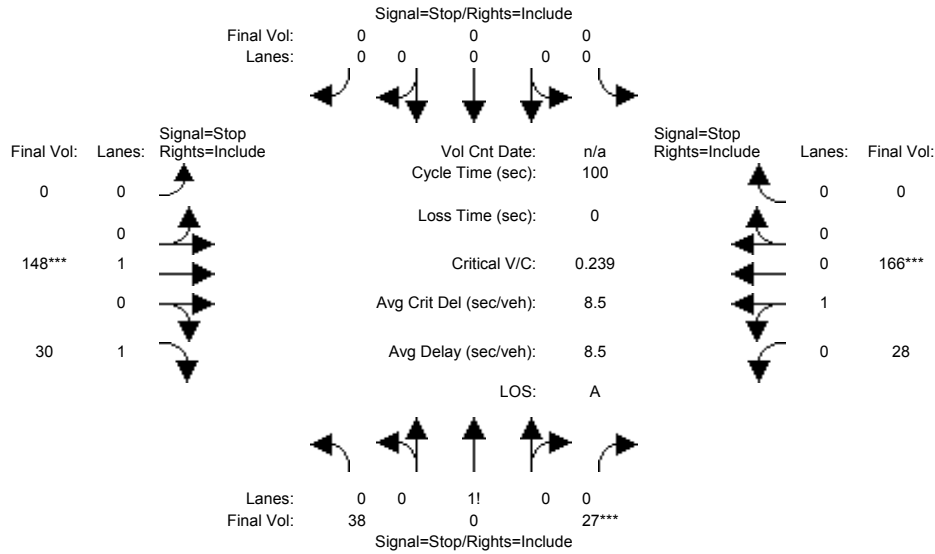 Signal=Stop/Rights=Include
Final Vol: 0 0 0
Lanes: 0 0 0 0 0
Signal=Stop Signal=Stop
Final Vol: Lanes: Rights=Include Vol Cnt Date: n/a Rights=Include Lanes: Final Vol:
Cycle Time (sec): 100
0 0 0 0
Loss Time (sec): 0
0 0
148*** 1 Critical V/C: 0.239 0 166***
0 Avg Crit Del (sec/veh): 8.5 1
30 1 Avg Delay (sec/veh): 8.5 0 28
LOS: A
Lanes: 0 0 1! 0 0
Final Vol: 38 0 27***
Signal=Stop/Rights=Include